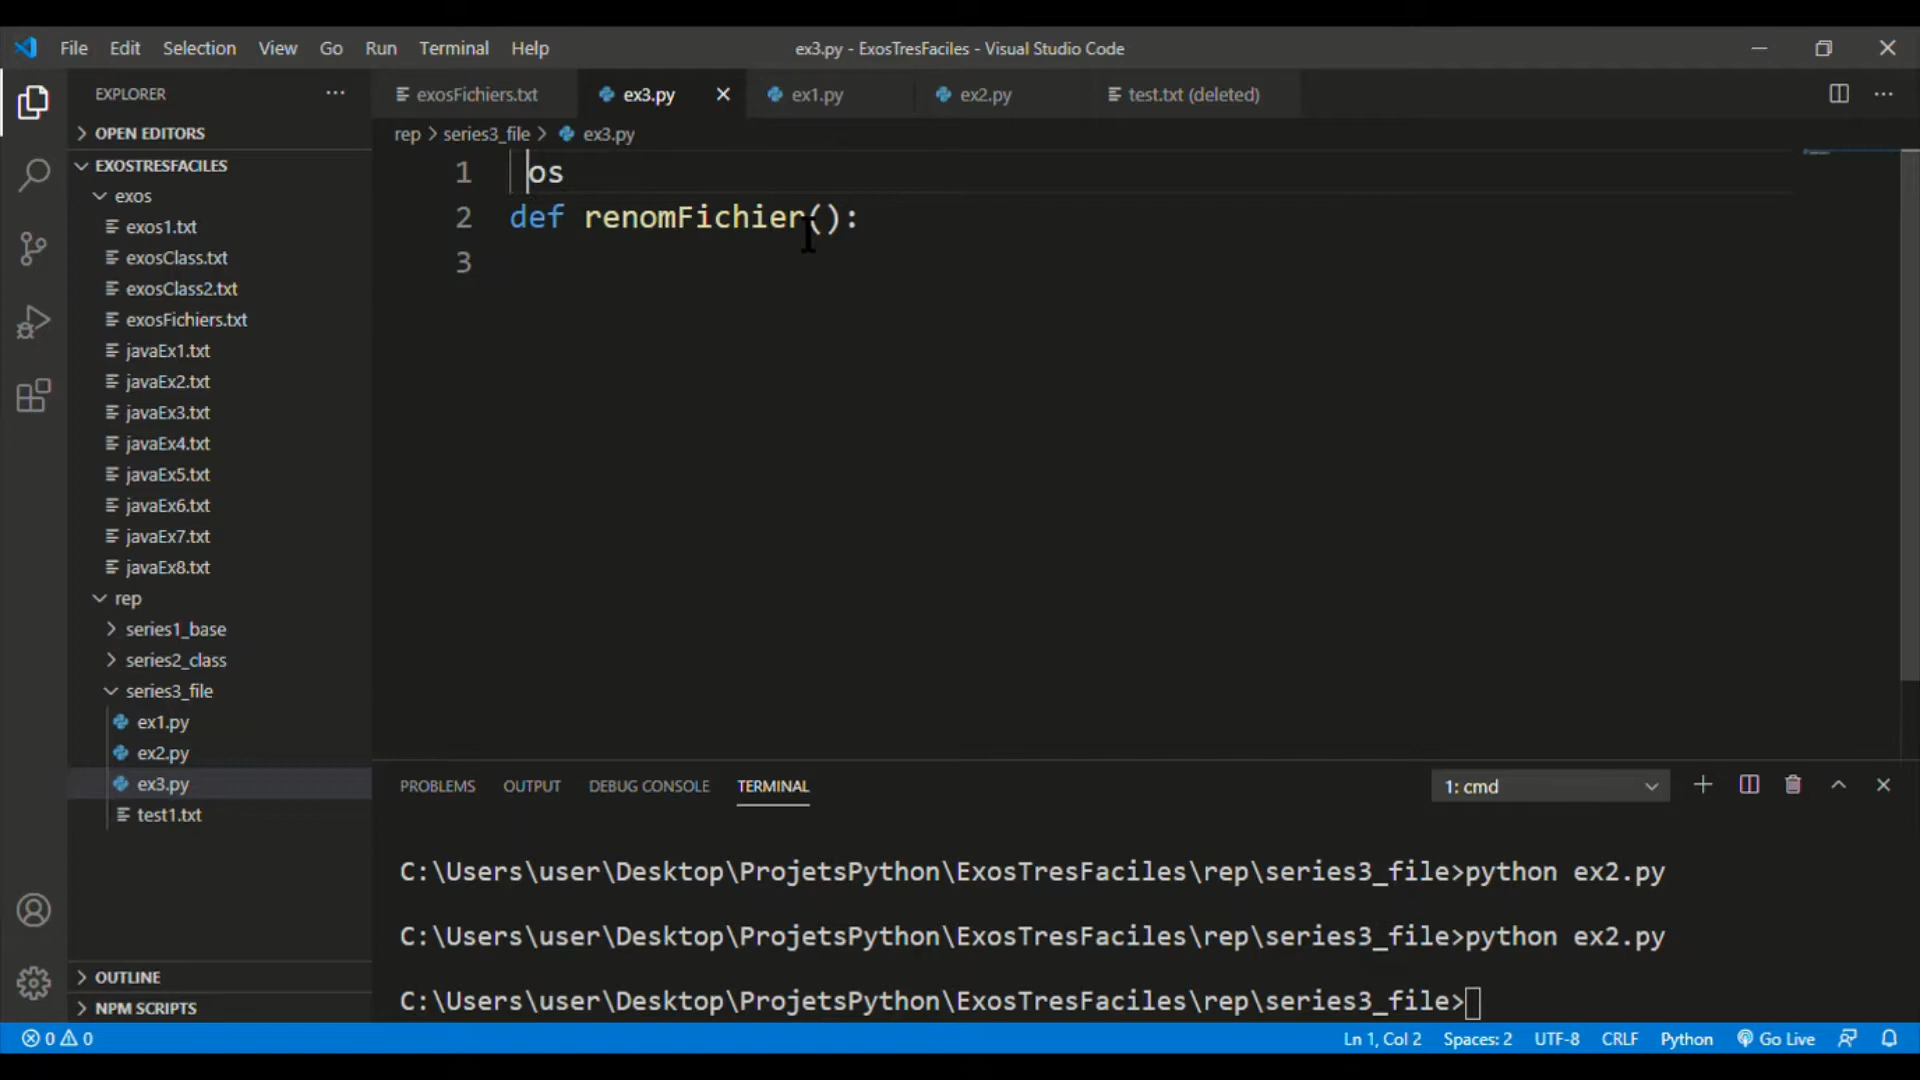 File Edit Selection View Go Run Terminal Help
ex3.py - ExosTresFaciles - Visual Studio Code
EXPLORER
OPEN EDITORS
EXOSTRESFACILES
exos
exos1.txt
exosClass.txt
exosClass2.txt
exosFichiers.txt
javaEx1.txt
javaEx2.txt
javaEx3.txt
javaEx4.txt
javaEx5.txt
javaEx6.txt
javaEx7.txt
javaEx8.txt
rep
series1_base
series2_class
series3_file
ex1.py
ex2.py
ex3.py
test1.txt
OUTLINE
NPM SCRIPTS
exosFichiers.txt ex3.py ex1.py ex2.py test.txt (deleted)
rep > series3_file > ex3.py
1 os
2 def renomFichier():
3
PROBLEMS OUTPUT DEBUG CONSOLE TERMINAL 1: cmd
C:\Users\user\Desktop\ProjetsPython\ExosTresFaciles\rep\series3_file>python ex2.py
C:\Users\user\Desktop\ProjetsPython\ExosTresFaciles\rep\series3_file>python ex2.py
C:\Users\user\Desktop\ProjetsPython\ExosTresFaciles\rep\series3_file>
0 0 Ln 1, Col 2 Spaces: 2 UTF-8 CRLF Python Go Live